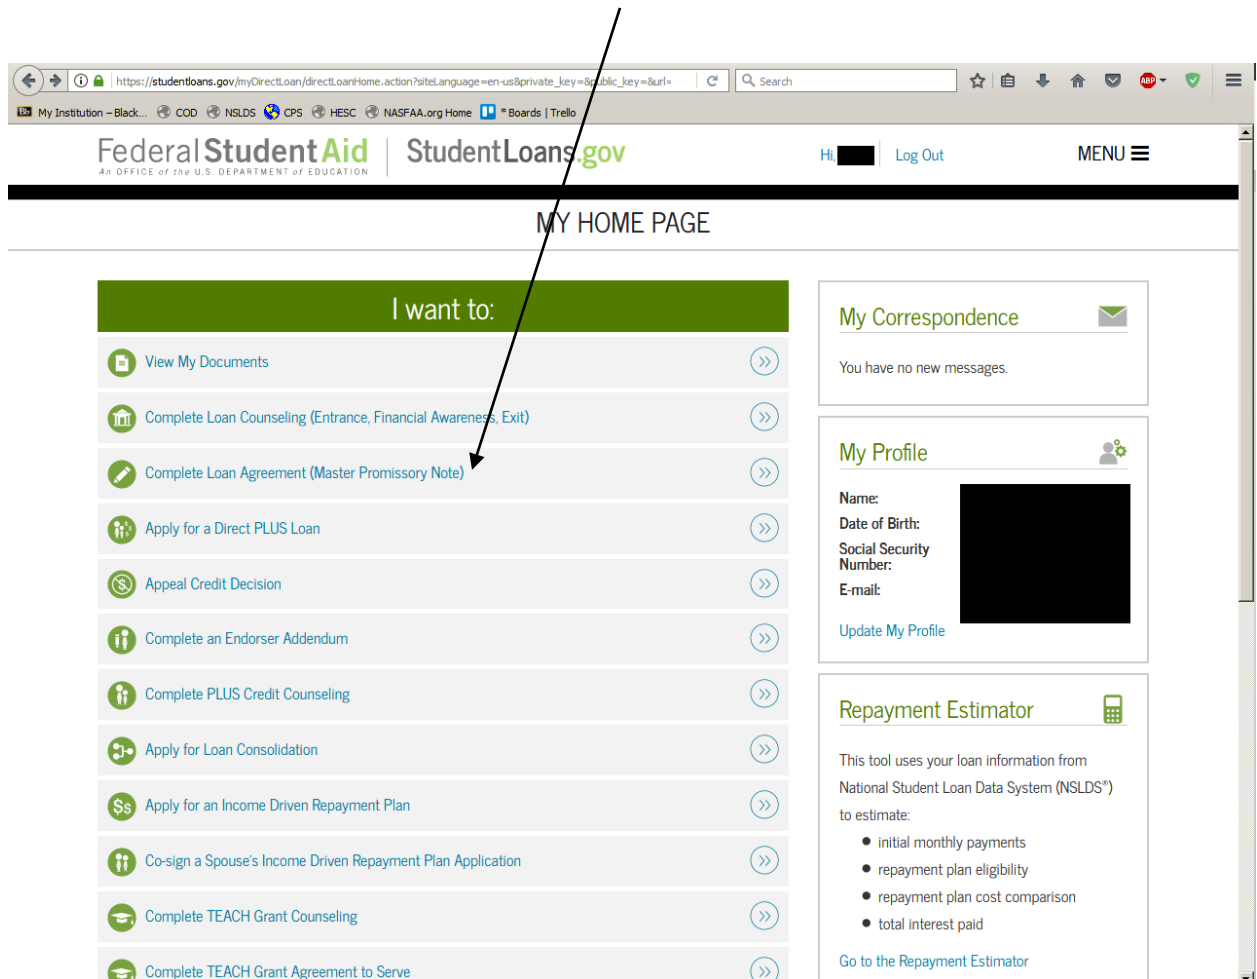 https://studentloans.gov/myDirectLoan/directLoanHome.action?siteLanguage=en-us&private_key=&public_key=&url=
Search
ABP
My Institution – Black... COD NSLDS CPS HESC NASFAA.org Home * Boards | Trello
Federal Student Aid
An OFFICE of the U.S. DEPARTMENT of EDUCATION
StudentLoans.gov
Hi,
Log Out
MENU
MY HOME PAGE
I want to:
View My Documents
Complete Loan Counseling (Entrance, Financial Awareness, Exit)
Complete Loan Agreement (Master Promissory Note)
Apply for a Direct PLUS Loan
Appeal Credit Decision
Complete an Endorser Addendum
Complete PLUS Credit Counseling
Apply for Loan Consolidation
Apply for an Income Driven Repayment Plan
Co-sign a Spouse's Income Driven Repayment Plan Application
Complete TEACH Grant Counseling
Complete TEACH Grant Agreement to Serve
My Correspondence
You have no new messages.
My Profile
Name:
Date of Birth:
Social Security
Number:
E-mail:
Update My Profile
Repayment Estimator
This tool uses your loan information from
National Student Loan Data System (NSLDS®)
to estimate:
initial monthly payments
repayment plan eligibility
repayment plan cost comparison
total interest paid
Go to the Repayment Estimator